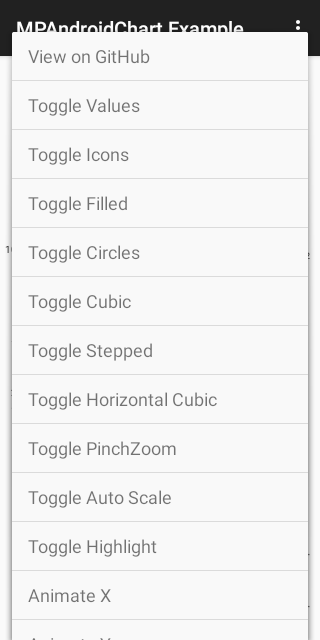 MPAndroidChart Example
View on GitHub
Toggle Values
Toggle Icons
Toggle Filled
Toggle Circles
Toggle Cubic
Toggle Stepped
Toggle Horizontal Cubic
Toggle PinchZoom
Toggle Auto Scale
Toggle Highlight
Animate X